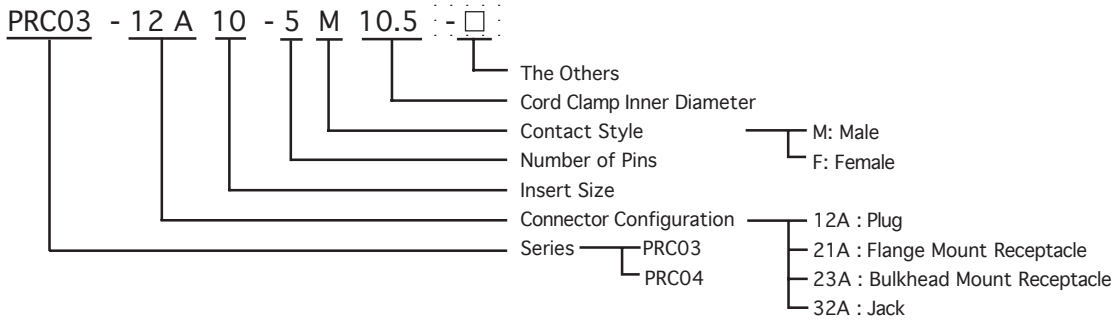 PRC03 - 12 A 10 - 5 M 10.5 - □
The Others
Cord Clamp Inner Diameter
Contact Style
M: Male
Number of Pins
F: Female
Insert Size
Connector Configuration
12A : Plug
Series
PRC03
21A : Flange Mount Receptacle
PRC04
23A : Bulkhead Mount Receptacle
32A : Jack